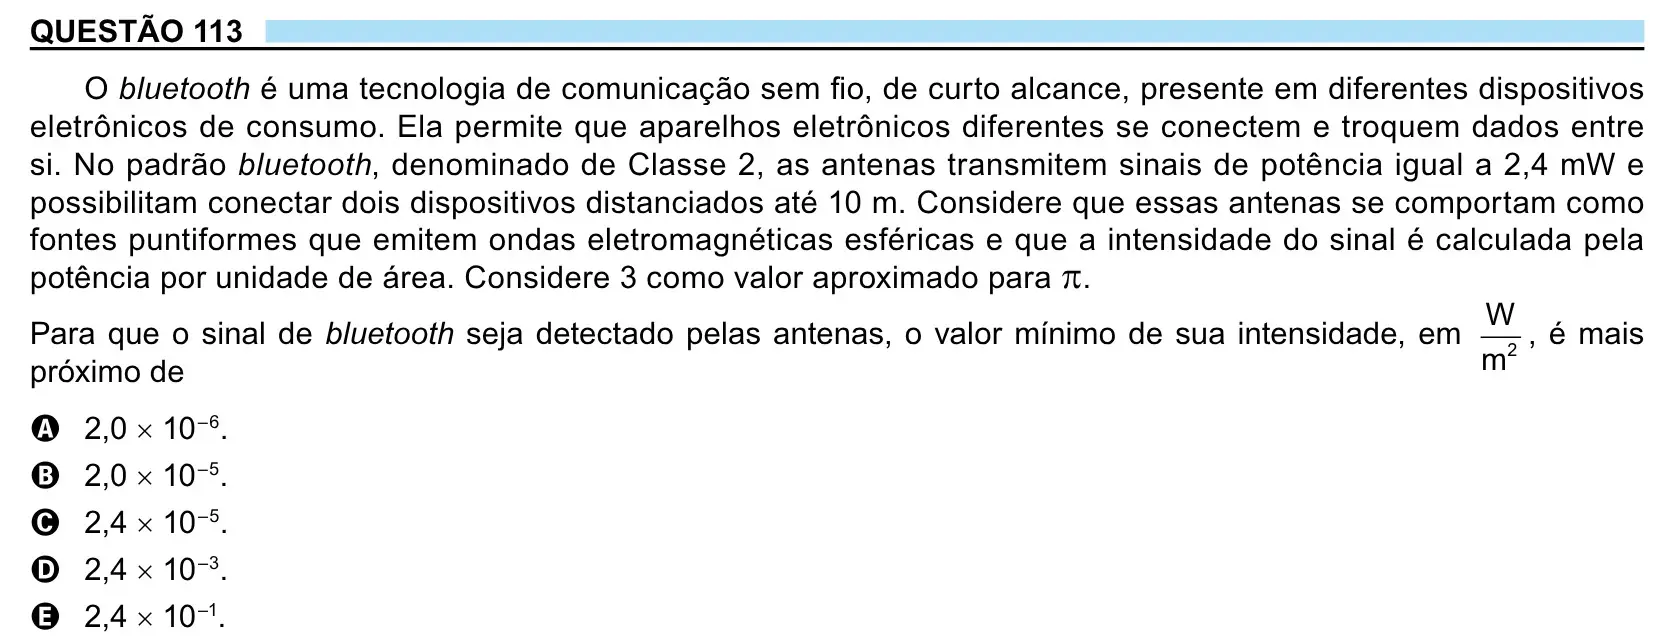 QUESTÃO 113
O bluetooth é uma tecnologia de comunicação sem fio, de curto alcance, presente em diferentes dispositivos
eletrônicos de consumo. Ela permite que aparelhos eletrônicos diferentes se conectem e troquem dados entre
si. No padrão bluetooth, denominado de Classe 2, as antenas transmitem sinais de potência igual a 2,4 mW e
possibilitam conectar dois dispositivos distanciados até 10 m. Considere que essas antenas se comportam como
fontes puntiformes que emitem ondas eletromagnéticas esféricas e que a intensidade do sinal é calculada pela
potência por unidade de área. Considere 3 como valor aproximado para π.
Para que o sinal de bluetooth seja detectado pelas antenas, o valor mínimo de sua intensidade, em W/m², é mais
próximo de
A 2,0 × 10⁻⁶.
B 2,0 × 10⁻⁵.
C 2,4 × 10⁻⁵.
D 2,4 × 10⁻³.
E 2,4 × 10⁻¹.